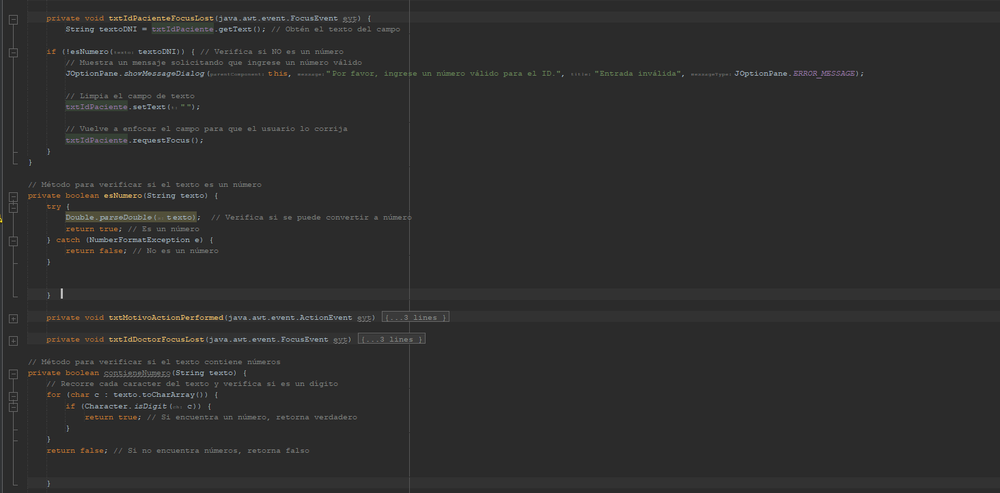 private void txtIdPacienteFocusLost(java.awt.event.FocusEvent evt) {
String textoDNI = txtIdPaciente.getText(); // Obtén el texto del campo
if (!esNumero(texto: textoDNI)) { // Verifica si NO es un número
// Muestra un mensaje solicitando que ingrese un número válido
JOptionPane.showMessageDialog(parentComponent: this, message: "Por favor, ingrese un número válido para el ID.", title: "Entrada inválida", messageType: JOptionPane.ERROR_MESSAGE);
// Limpia el campo de texto
txtIdPaciente.setText(t: "");
// Vuelve a enfocar el campo para que el usuario lo corrija
txtIdPaciente.requestFocus();
}
}
// Método para verificar si el texto es un número
private boolean esNumero(String texto) {
try {
Double.parseDouble(s: texto); // Verifica si se puede convertir a número
return true; // Es un número
} catch (NumberFormatException e) {
return false; // No es un número
}
}
private void txtMotivoActionPerformed(java.awt.event.ActionEvent evt) {...3 lines }
private void txtIdDoctorFocusLost(java.awt.event.FocusEvent evt) {...3 lines }
// Método para verificar si el texto contiene números
private boolean contieneNumero(String texto) {
// Recorre cada caracter del texto y verifica si es un dígito
for (char c : texto.toCharArray()) {
if (Character.isDigit(ch: c)) {
return true; // Si encuentra un número, retorna verdadero
}
}
return false; // Si no encuentra números, retorna falso
}